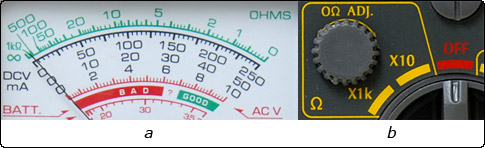 500 20 10 5 2 1 0 OHMS
1kΩ 100
∞
DCV 0 50 100 150 200 250
mA 0 10 20 30 40 50
0 2 4 6 8 10
BATT. BAD ? GOOD AC V
20 30 35
a
0Ω ADJ.
X10 OFF
X1k
Ω
b